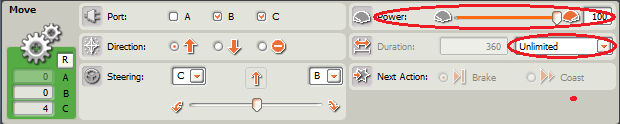 Move
R
0 A
0 B
4 C
Port: A B C
Direction:
Steering: C B
Power: 100
Duration: 360 Unlimited
Next Action: Brake Coast